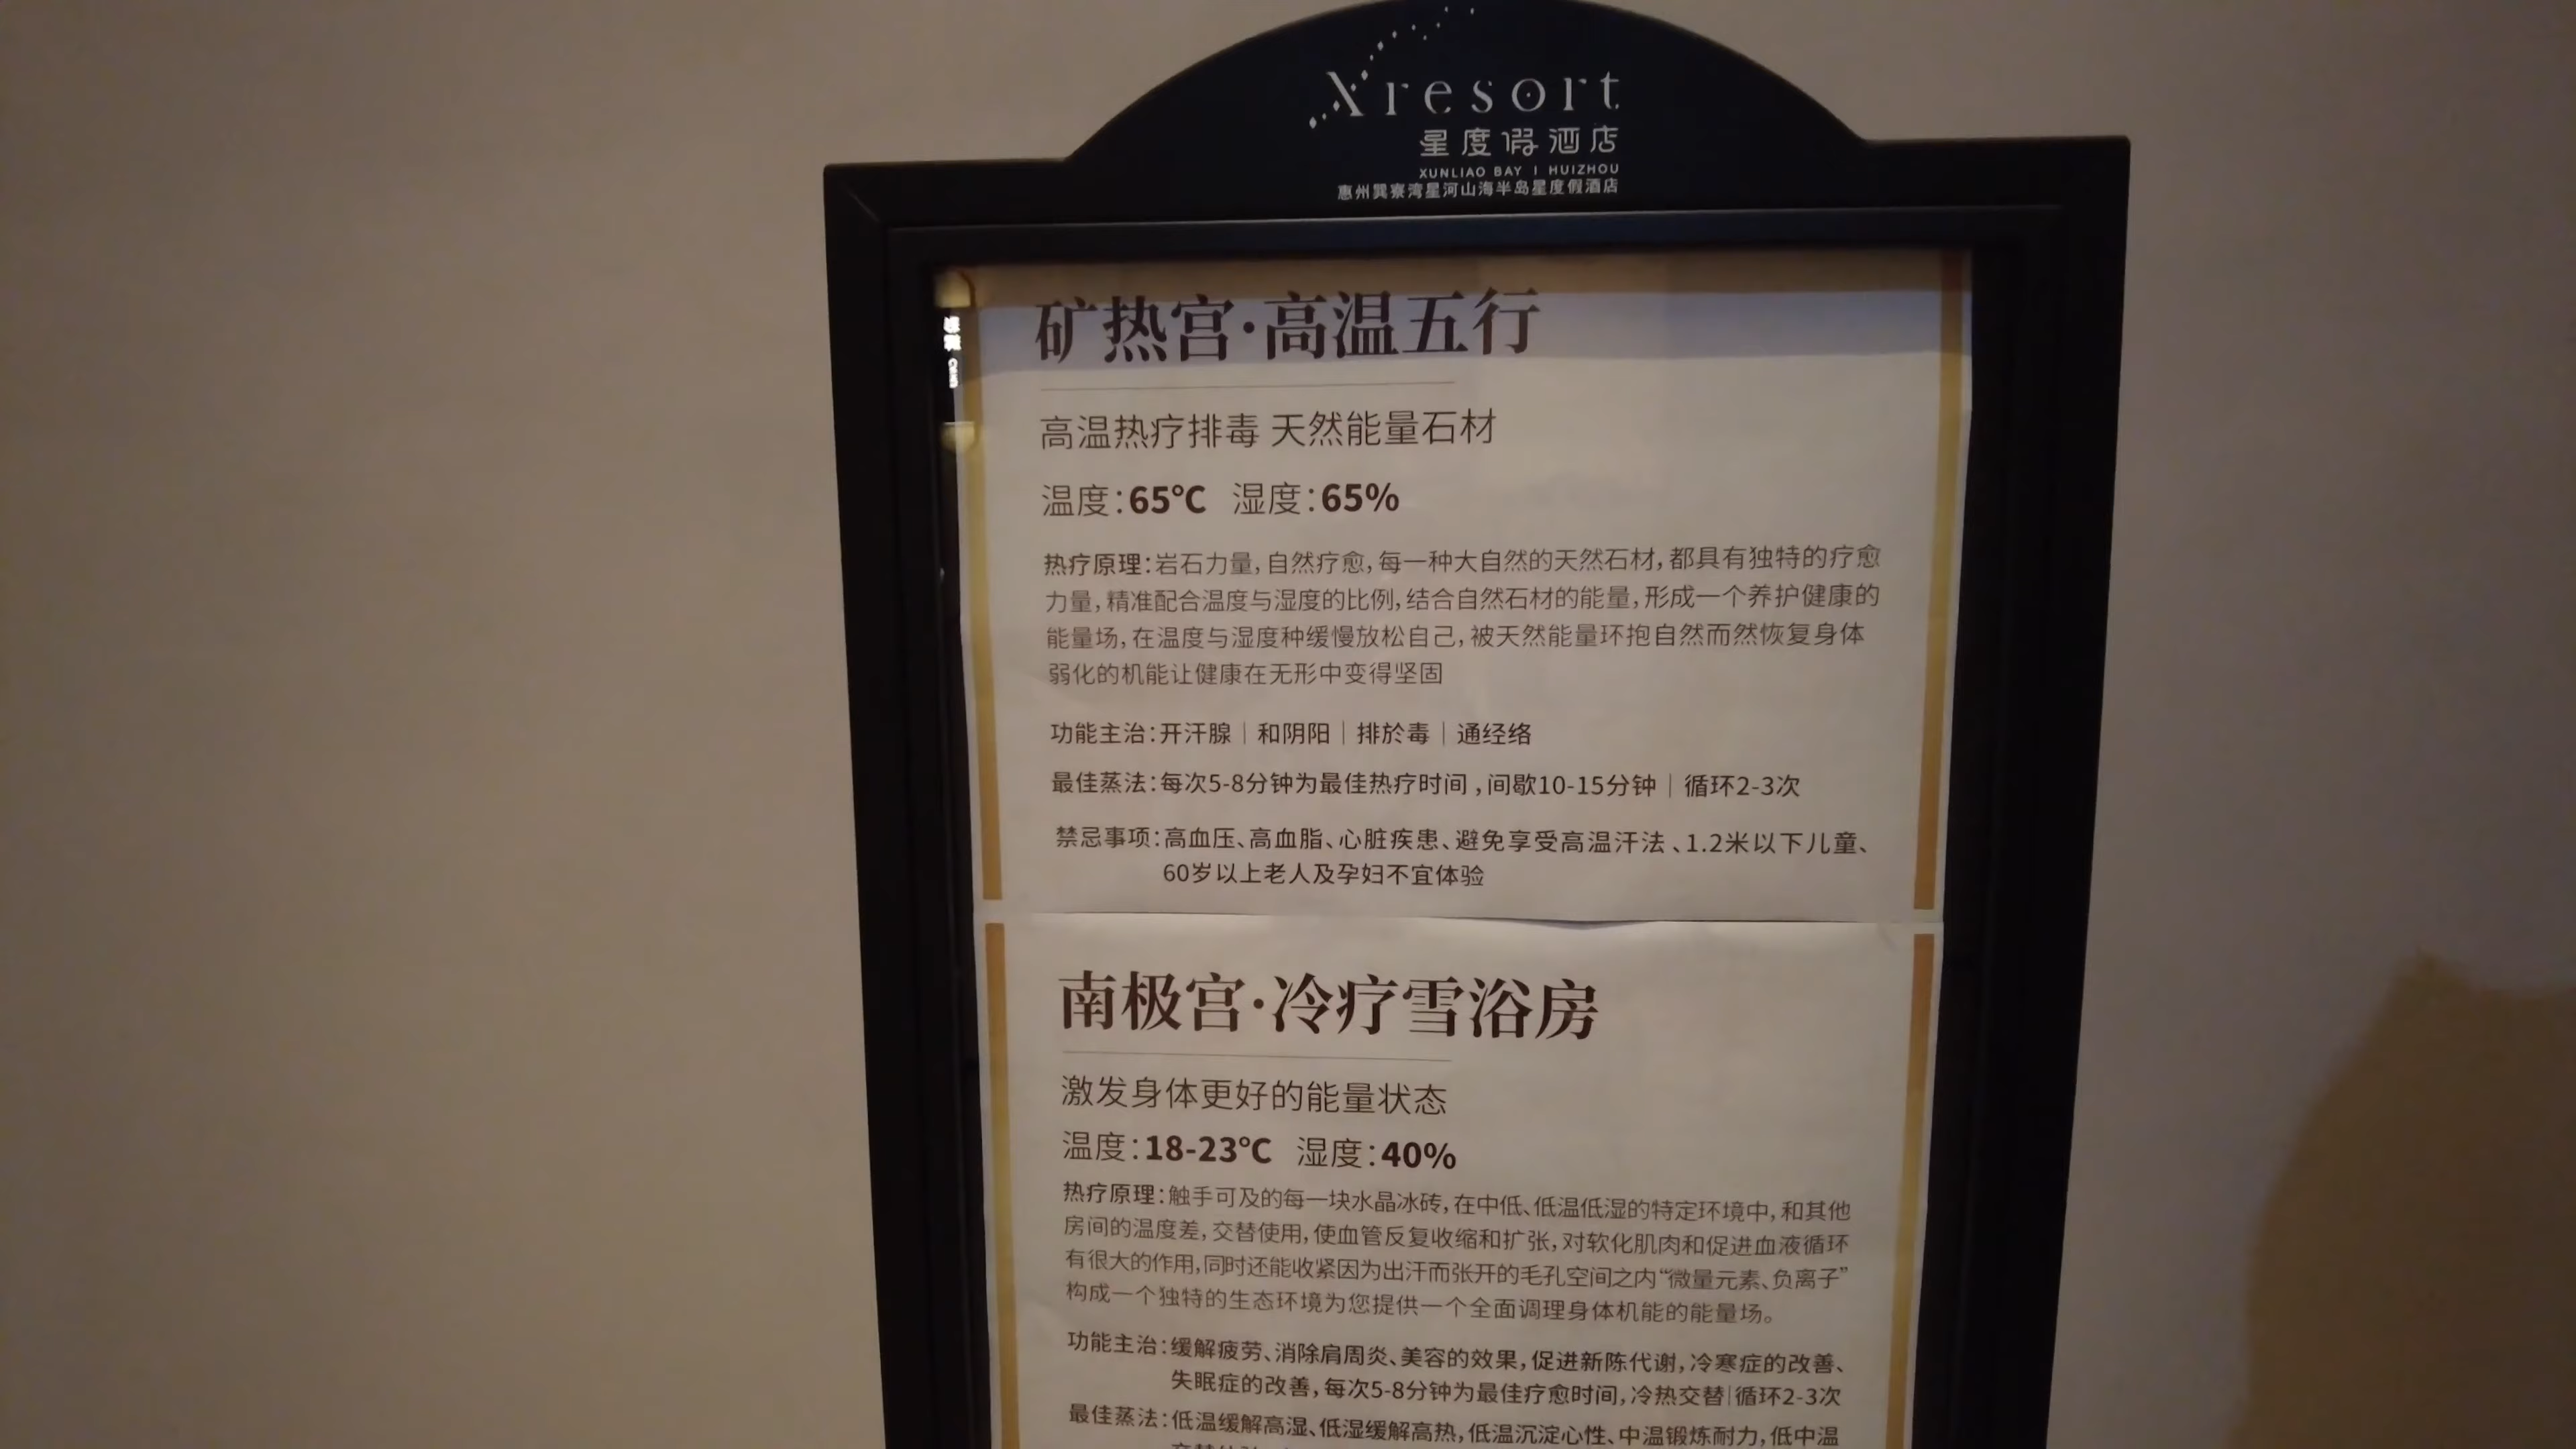 Xresort
星度假酒店
XUNLIAO BAY | HUIZHOU
惠州巽寮湾星河山海半岛星度假酒店
矿热宫·高温五行
高温热疗排毒 天然能量石材
温度:65℃ 湿度:65%
热疗原理:岩石力量,自然疗愈,每一种大自然的天然石材,都具有独特的疗愈
力量,精准配合温度与湿度的比例,结合自然石材的能量,形成一个养护健康的
能量场,在温度与湿度种缓慢放松自己,被天然能量环抱自然而然恢复身体
弱化的机能让健康在无形中变得坚固
功能主治:开汗腺|和阴阳|排於毒|通经络
最佳蒸法:每次5-8分钟为最佳热疗时间,间歇10-15分钟|循环2-3次
禁忌事项:高血压、高血脂、心脏疾患、避免享受高温汗法、1.2米以下儿童、
60岁以上老人及孕妇不宜体验
南极宫·冷疗雪浴房
激发身体更好的能量状态
温度:18-23℃ 湿度:40%
热疗原理:触手可及的每一块水晶冰砖,在中低、低温低湿的特定环境中,和其他
房间的温度差,交替使用,使血管反复收缩和扩张,对软化肌肉和促进血液循环
有很大的作用,同时还能收紧因为出汗而张开的毛孔空间之内“微量元素、负离子”
构成一个独特的生态环境为您提供一个全面调理身体机能的能量场。
功能主治:缓解疲劳、消除肩周炎、美容的效果,促进新陈代谢,冷寒症的改善、
失眠症的改善,每次5-8分钟为最佳疗愈时间,冷热交替|循环2-3次
最佳蒸法:低温缓解高湿、低湿缓解高热,低温沉淀心性、中温锻炼耐力,低中温